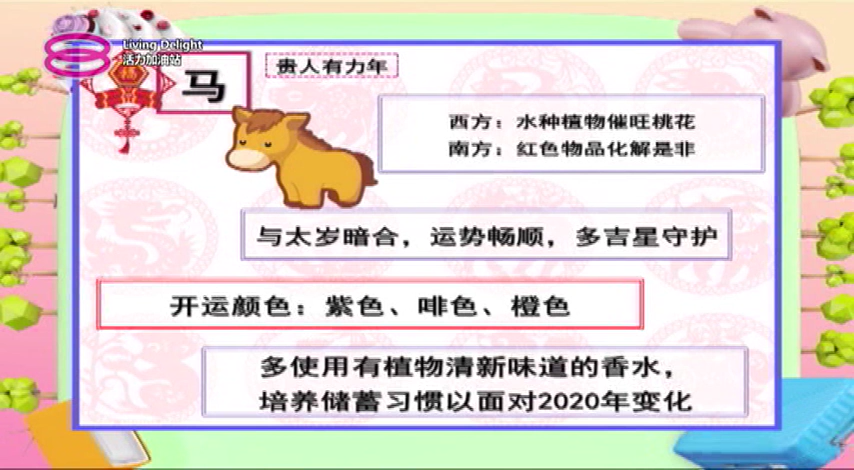 Living Delight
活力加油站
马
贵人有力年
西方：水种植物催旺桃花
南方：红色物品化解是非
与太岁暗合，运势畅顺，多吉星守护
开运颜色：紫色、啡色、橙色
多使用有植物清新味道的香水，
培养储蓄习惯以面对2020年变化